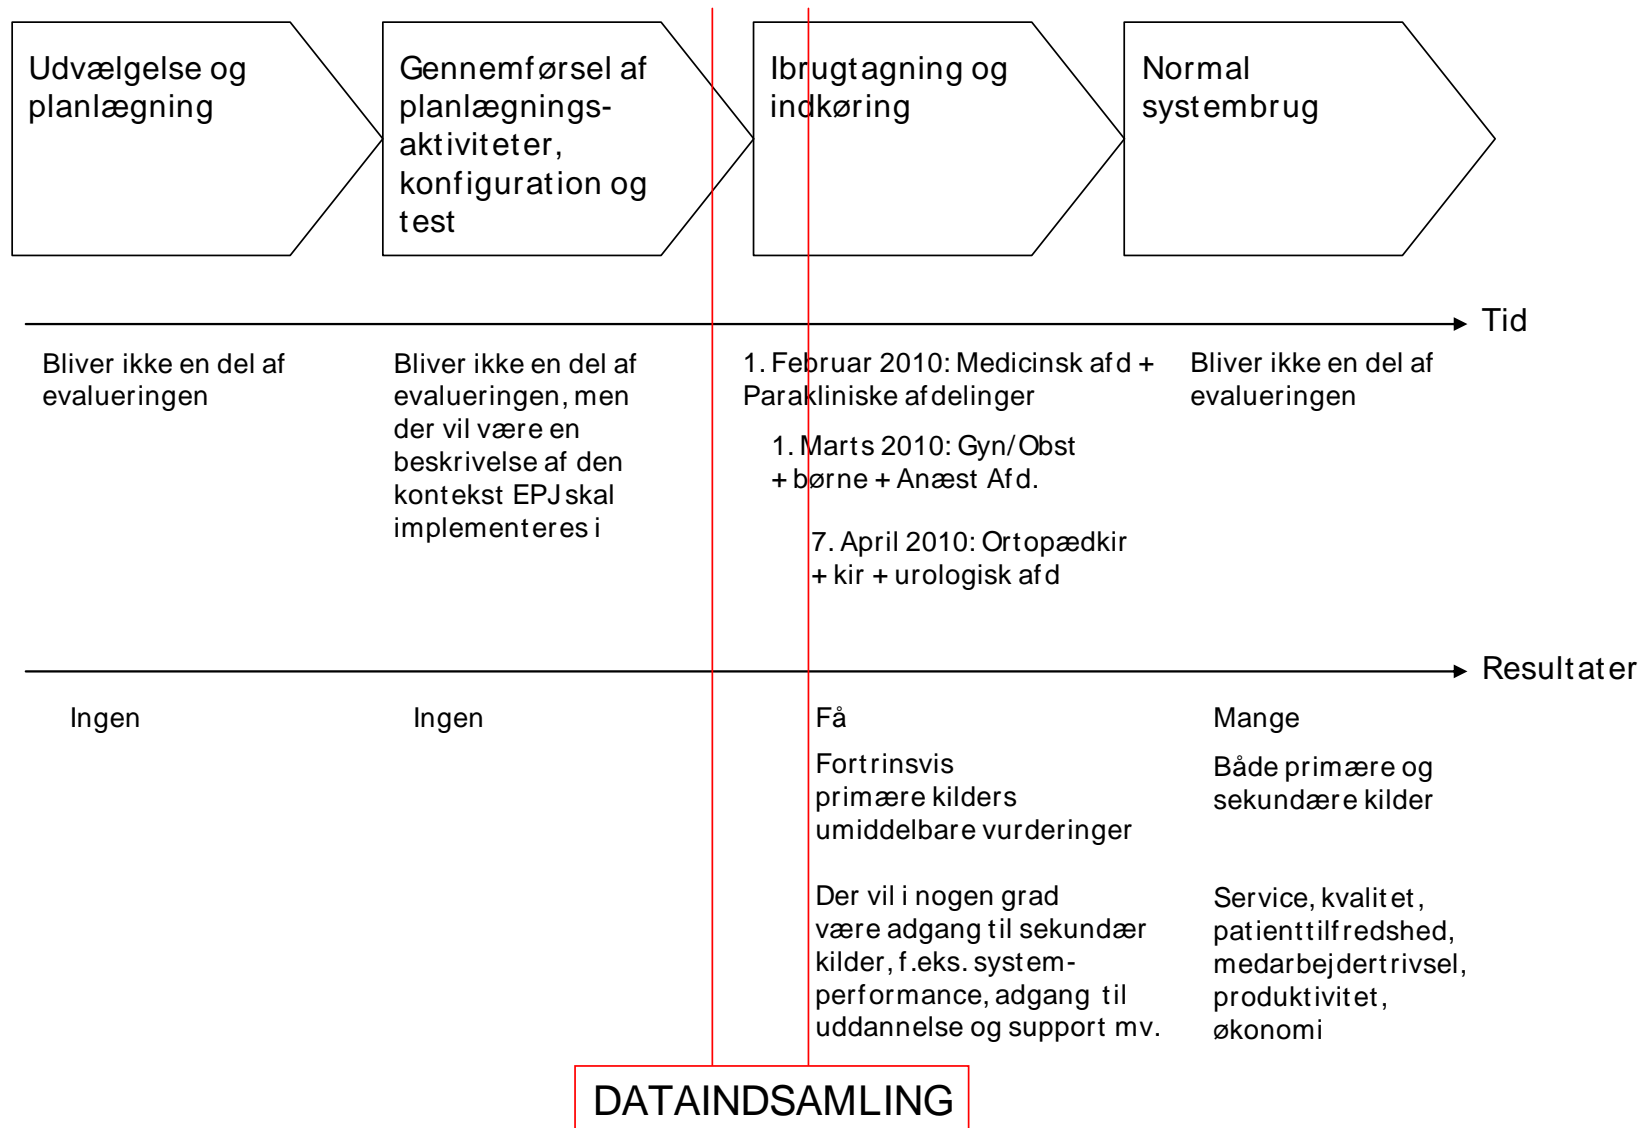 Udvælgelse og
planlægning
Gennemførsel af
planlægnings-
aktiviteter,
konfiguration og
test
Ibrugtagning og
indkøring
Normal
systembrug
Tid
Bliver ikke en del af
evalueringen
Bliver ikke en del af
evalueringen, men
der vil være en
beskrivelse af den
kontekst EPJ skal
implementeres i
1. Februar 2010: Medicinsk afd +
Parakliniske afdelinger
1. Marts 2010: Gyn/Obst
+ børne + Anæst Afd.
7. April 2010: Ortopædkir
+ kir + urologisk afd
Bliver ikke en del af
evalueringen
Resultater
Ingen
Ingen
Få
Fortrinsvis
primære kilders
umiddelbare vurderinger
Der vil i nogen grad
være adgang til sekundær
kilder, f.eks. system-
performance, adgang til
uddannelse og support mv.
Mange
Både primære og
sekundære kilder
Service, kvalitet,
patienttilfredshed,
medarbejdertrivsel,
produktivitet,
økonomi
DATAINDSAMLING